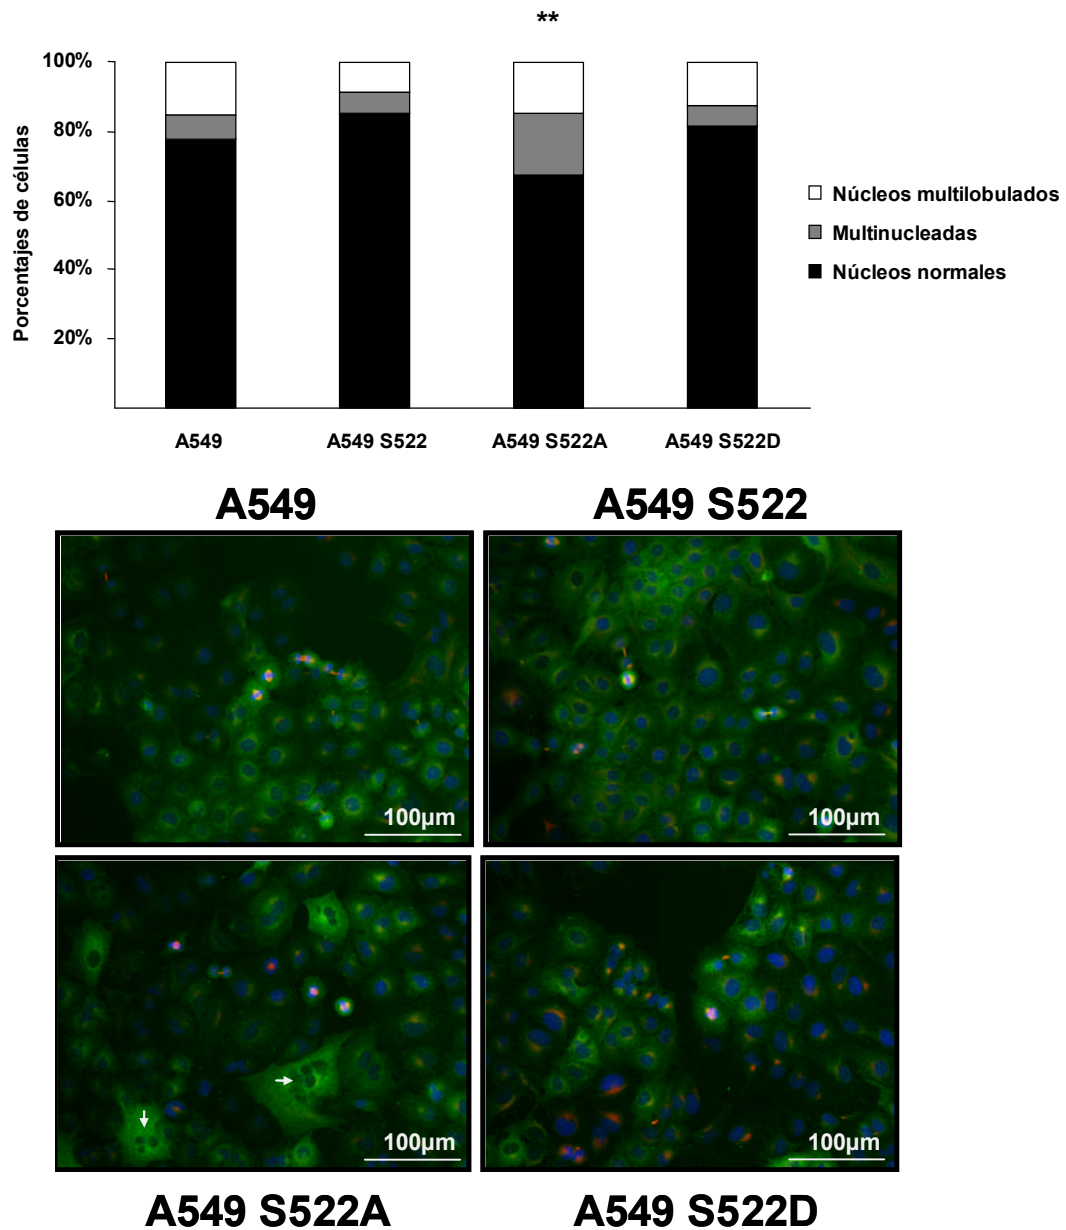 **
100%
80%
60%
40%
20%
Porcentajes de células
A549
A549 S522
A549 S522A
A549 S522D
Núcleos multilobulados
Multinucleadas
Núcleos normales
A549
A549 S522
100µm
100µm
100µm
100µm
A549 S522A
A549 S522D